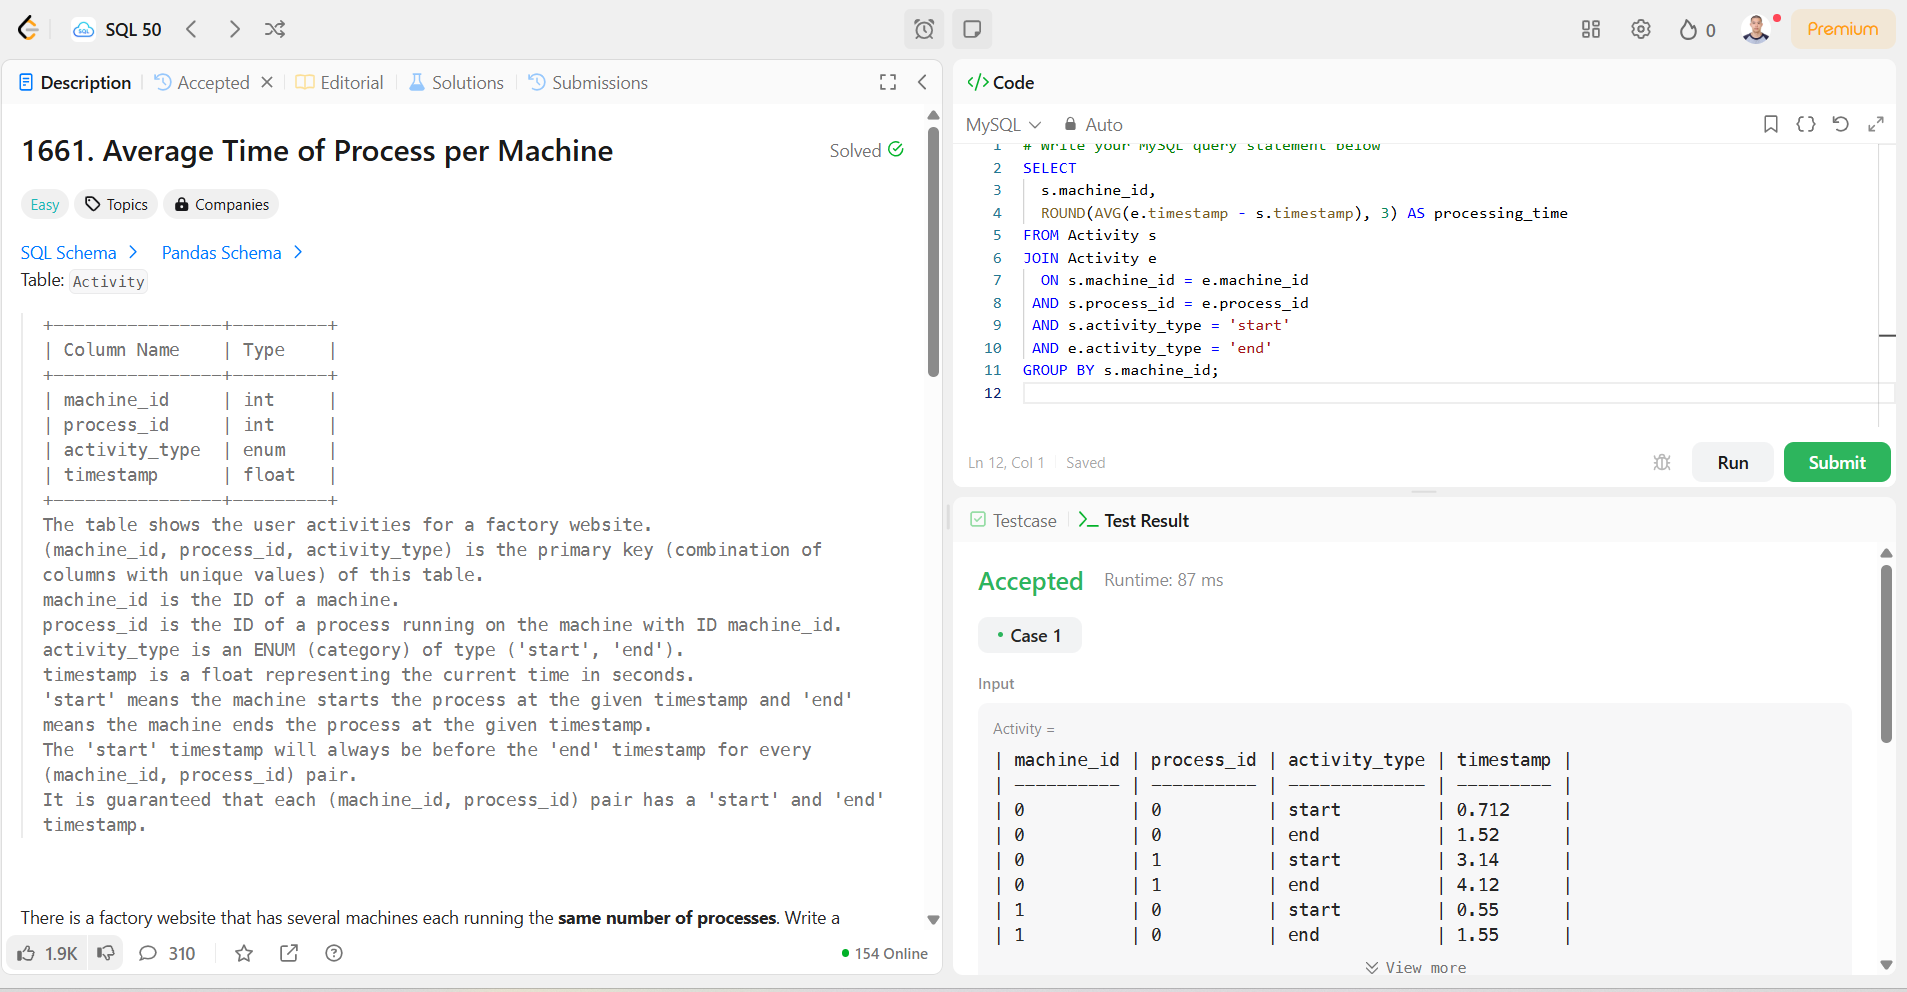 SQL 50
0
Premium
Description
Accepted
Editorial
Solutions
Submissions
1661. Average Time of Process per Machine
Solved
Easy
Topics
Companies
SQL Schema
Pandas Schema
Table: Activity
+----------------+---------+
| Column Name    | Type    |
+----------------+---------+
| machine_id     | int     |
| process_id     | int     |
| activity_type  | enum    |
| timestamp      | float   |
+----------------+---------+
The table shows the user activities for a factory website.
(machine_id, process_id, activity_type) is the primary key (combination of
columns with unique values) of this table.
machine_id is the ID of a machine.
process_id is the ID of a process running on the machine with ID machine_id.
activity_type is an ENUM (category) of type ('start', 'end').
timestamp is a float representing the current time in seconds.
'start' means the machine starts the process at the given timestamp and 'end'
means the machine ends the process at the given timestamp.
The 'start' timestamp will always be before the 'end' timestamp for every
(machine_id, process_id) pair.
It is guaranteed that each (machine_id, process_id) pair has a 'start' and 'end'
timestamp.
There is a factory website that has several machines each running the same number of processes. Write a
1.9K
310
154 Online
</> Code
MySQL
Auto
1 # Write your MySQL query statement below
2 SELECT
3   s.machine_id,
4   ROUND(AVG(e.timestamp - s.timestamp), 3) AS processing_time
5 FROM Activity s
6 JOIN Activity e
7   ON s.machine_id = e.machine_id
8  AND s.process_id = e.process_id
9  AND s.activity_type = 'start'
10  AND e.activity_type = 'end'
11 GROUP BY s.machine_id;
12
Ln 12, Col 1
Saved
Run
Submit
Testcase
Test Result
Accepted
Runtime: 87 ms
Case 1
Input
Activity =
| machine_id | process_id | activity_type | timestamp |
| ---------- | ---------- | ------------- | --------- |
| 0          | 0          | start         | 0.712     |
| 0          | 0          | end           | 1.52      |
| 0          | 1          | start         | 3.14      |
| 0          | 1          | end           | 4.12      |
| 1          | 0          | start         | 0.55      |
| 1          | 0          | end           | 1.55      |
View more